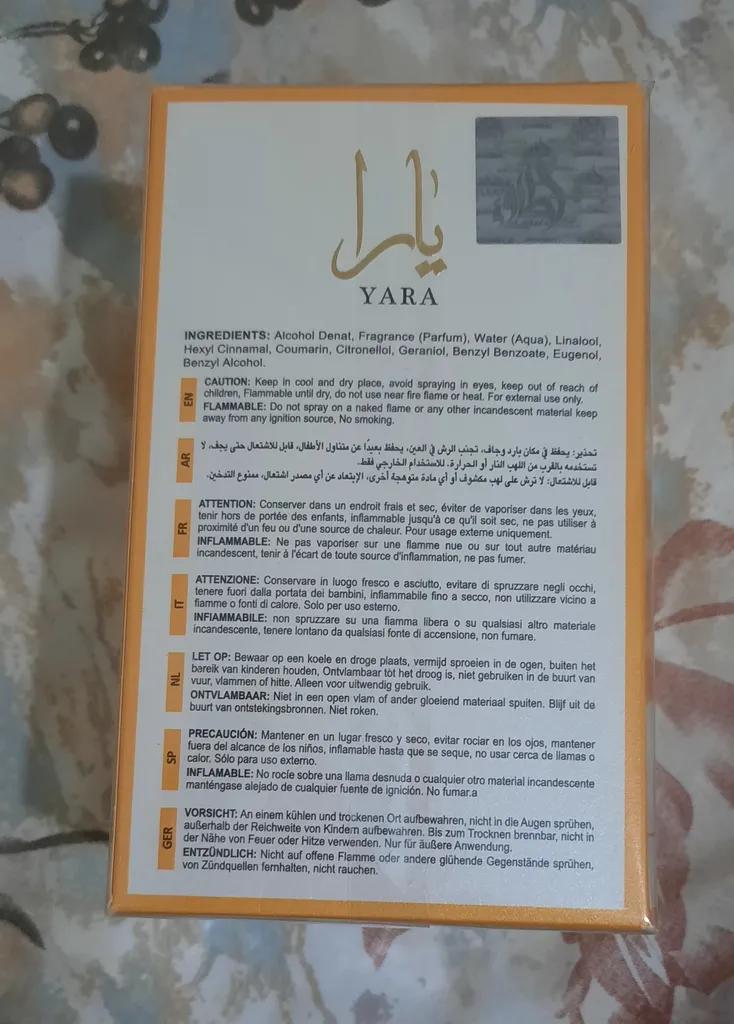 يارا
YARA
INGREDIENTS: Alcohol Denat, Fragrance (Parfum), Water (Aqua), Linalool,
Hexyl Cinnamal, Coumarin, Citronellol, Geraniol, Benzyl Benzoate, Eugenol,
Benzyl Alcohol.
EN
CAUTION: Keep in cool and dry place, avoid spraying in eyes, keep out of reach of
children, Flammable until dry, do not use near fire flame or heat. For external use only.
FLAMMABLE: Do not spray on a naked flame or any other incandescent material keep
away from any ignition source, No smoking.
AR
تحذير: يحفظ في مكان بارد وجاف، تجنب الرش في العين، يحفظ بعيداً عن متناول الأطفال، قابل للاشتعال حتى يجف، لا
تستخدمه بالقرب من اللهب النار أو الحرارة. للاستخدام الخارجي فقط.
قابل للاشتعال: لا ترش على لهب مكشوف أو أي مادة متوهجة أخرى، الإبتعاد عن أي مصدر اشتعال، ممنوع التدخين.
FR
ATTENTION: Conserver dans un endroit frais et sec, éviter de vaporiser dans les yeux,
tenir hors de portée des enfants, inflammable jusqu'à ce qu'il soit sec, ne pas utiliser à
proximité d'un feu ou d'une source de chaleur. Pour usage externe uniquement.
INFLAMMABLE: Ne pas vaporiser sur une flamme nue ou sur tout autre matériau
incandescent, tenir à l'écart de toute source d'inflammation, ne pas fumer.
IT
ATTENZIONE: Conservare in luogo fresco e asciutto, evitare di spruzzare negli occhi,
tenere fuori dalla portata dei bambini, infiammabile fino a secco, non utilizzare vicino a
fiamme o fonti di calore. Solo per uso esterno.
INFIAMMABILE: non spruzzare su una fiamma libera o su qualsiasi altro materiale
incandescente, tenere lontano da qualsiasi fonte di accensione, non fumare.
NL
LET OP: Bewaar op een koele en droge plaats, vermijd sproeien in de ogen, buiten het
bareik van kinderen houden, Ontvlambaar tot het droog is, niet gebruiken in de buurt van
vuur, vlammen of hitte. Alleen voor uitwendig gebruik.
ONTVLAMBAAR: Niet in een open vlam of ander gloeiend materiaal spuiten. Blijf uit de
buurt van ontstekingsbronnen. Niet roken.
SP
PRECAUCIÓN: Mantener en un lugar fresco y seco, evitar rociar en los ojos, mantener
fuera del alcance de los niños, inflamable hasta que se seque, no usar cerca de llamas o
calor. Sólo para uso externo.
INFLAMABLE: No rocíe sobre una llama desnuda o cualquier otro material incandescente
manténgase alejado de cualquier fuente de ignición. No fumar.a
GER
VORSICHT: An einem kühlen und trockenen Ort aufbewahren, nicht in die Augen sprühen,
außerhalb der Reichweite von Kindern aufbewahren. Bis zum Trocknen brennbar, nicht in
der Nähe von Feuer oder Hitze verwenden. Nur für äußere Anwendung.
ENTZÜNDLICH: Nicht auf offene Flamme oder andere glühende Gegenstände sprühen,
von Zündquellen fernhalten, nicht rauchen.